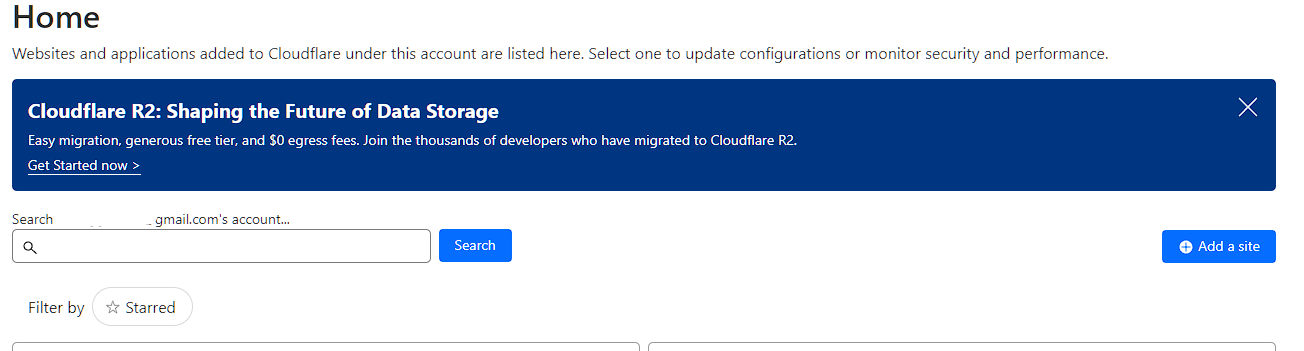 Home
Websites and applications added to Cloudflare under this account are listed here. Select one to update configurations or monitor security and performance.
Cloudflare R2: Shaping the Future of Data Storage
Easy migration, generous free tier, and $0 egress fees. Join the thousands of developers who have migrated to Cloudflare R2.
Get Started now >
Search gmail.com's account...
Search
Add a site
Filter by Starred